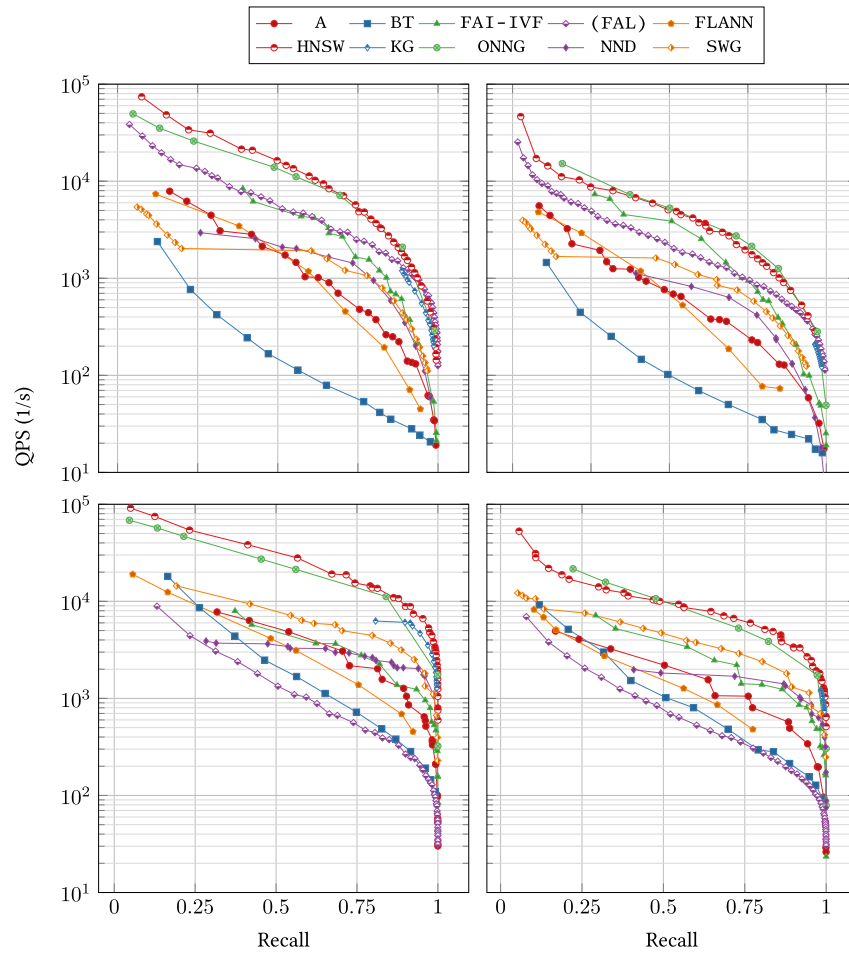 A BT FAI-IVF (FAL) FLANN
HNSW KG ONNG NND SWG
10^5
10^4
10^3
10^2
10^1
QPS (1/s)
10^5
10^4
10^3
10^2
10^1
0 0.25 0.5 0.75 1 0 0.25 0.5 0.75 1
Recall Recall